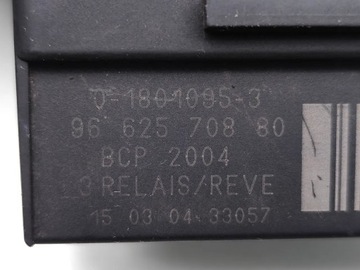 0-1801095-3
96 625 708 80
BCP 2004
3 RELAIS/REVE
15 03 04 33057